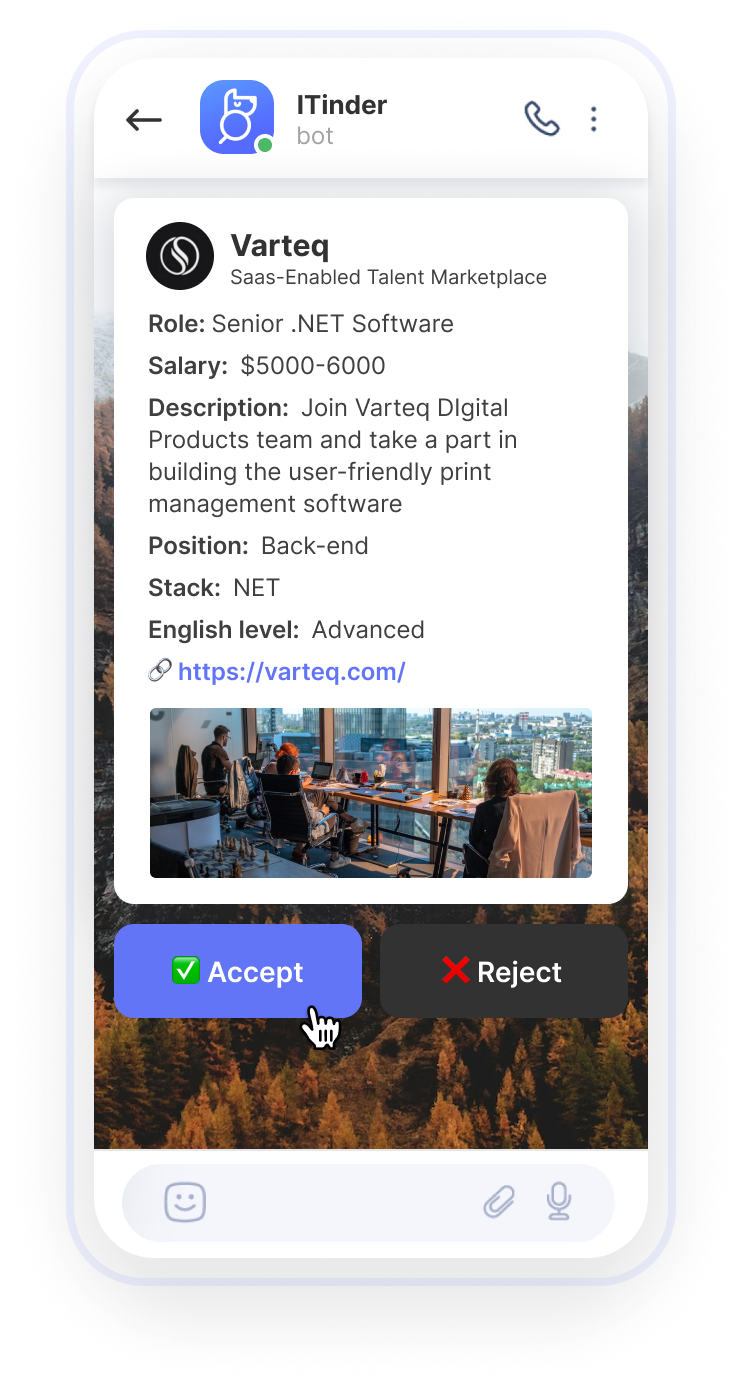 ITinder
bot
Varteq
Saas-Enabled Talent Marketplace
Role: Senior .NET Software
Salary: $5000-6000
Description: Join Varteq DIgital
Products team and take a part in
building the user-friendly print
management software
Position: Back-end
Stack: NET
English level: Advanced
https://varteq.com/
Accept
Reject